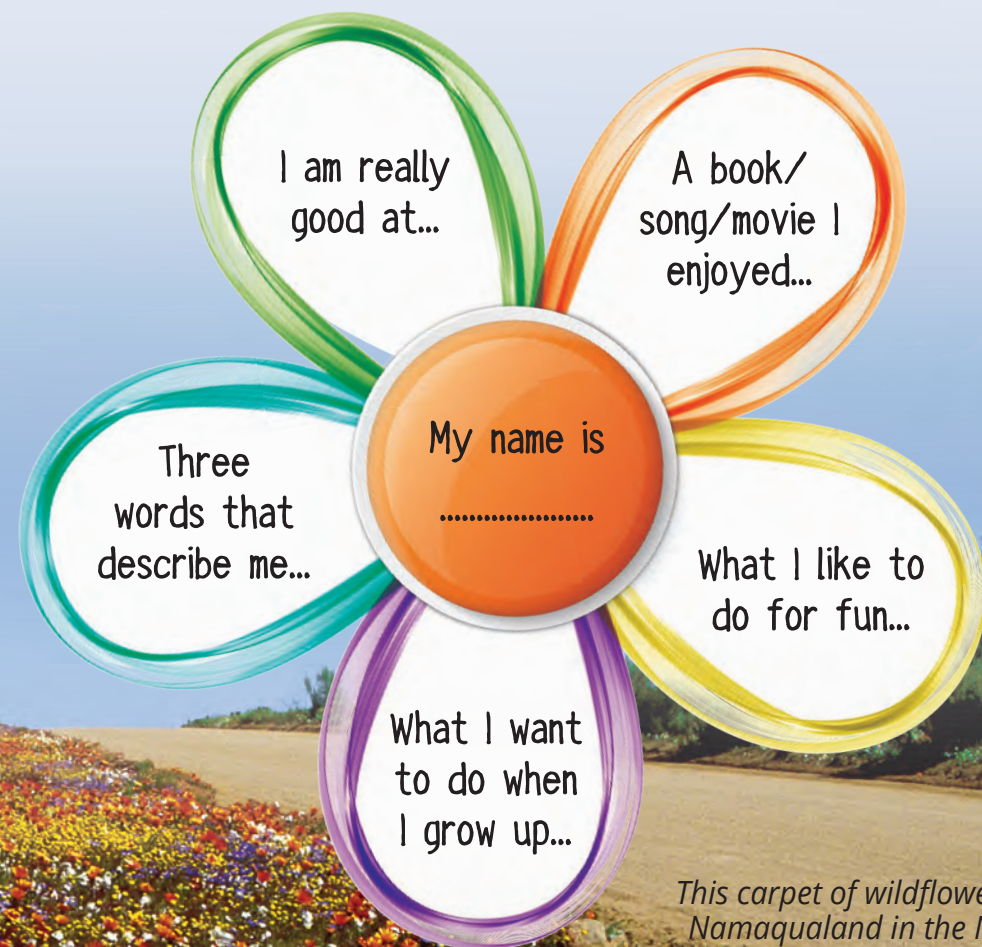 I am really
good at...
A book/
song/movie I
enjoyed...
Three
words that
describe me...
My name is
.....................
What I like to
do for fun...
What I want
to do when
I grow up...
This carpet of
Namaqualand in the